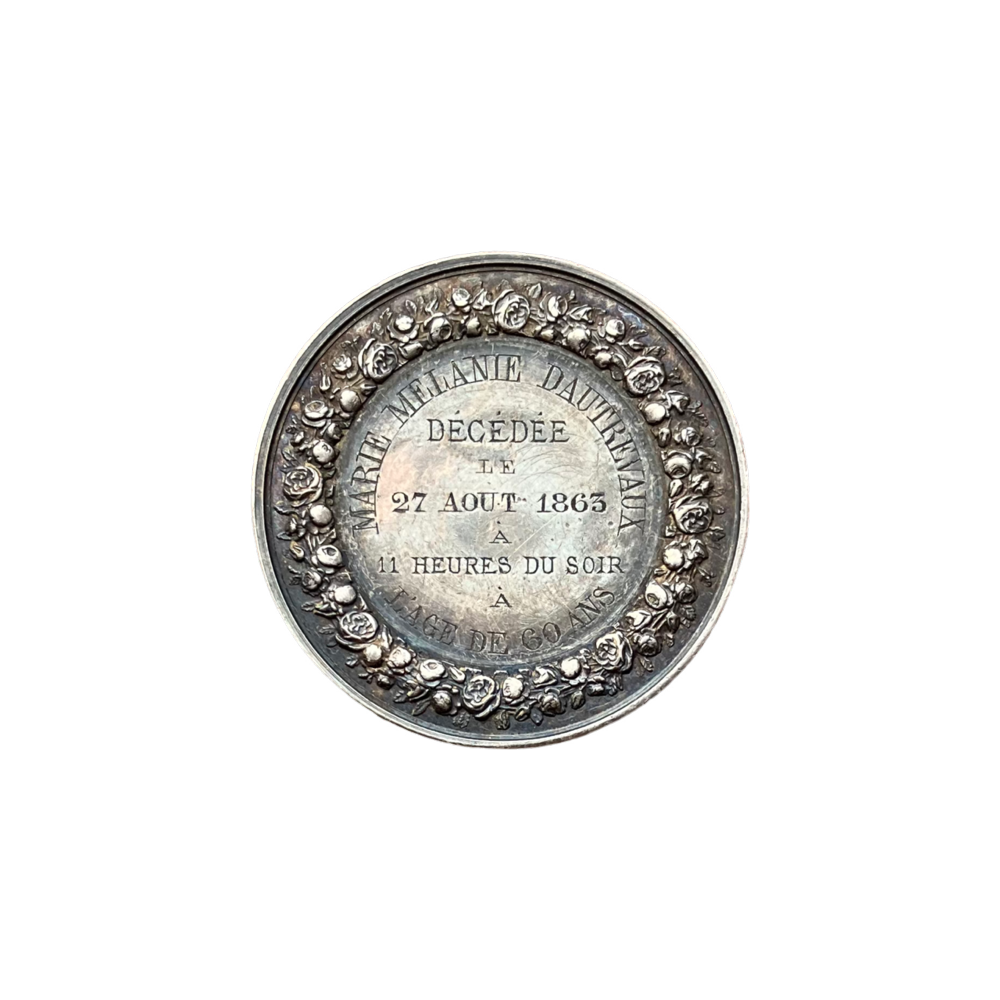 MARIE MELANIE DAUTREVAUX
DÉCÉDÉE
LE
27 AOUT 1863
À
11 HEURES DU SOIR
À
L'AGE DE 60 ANS